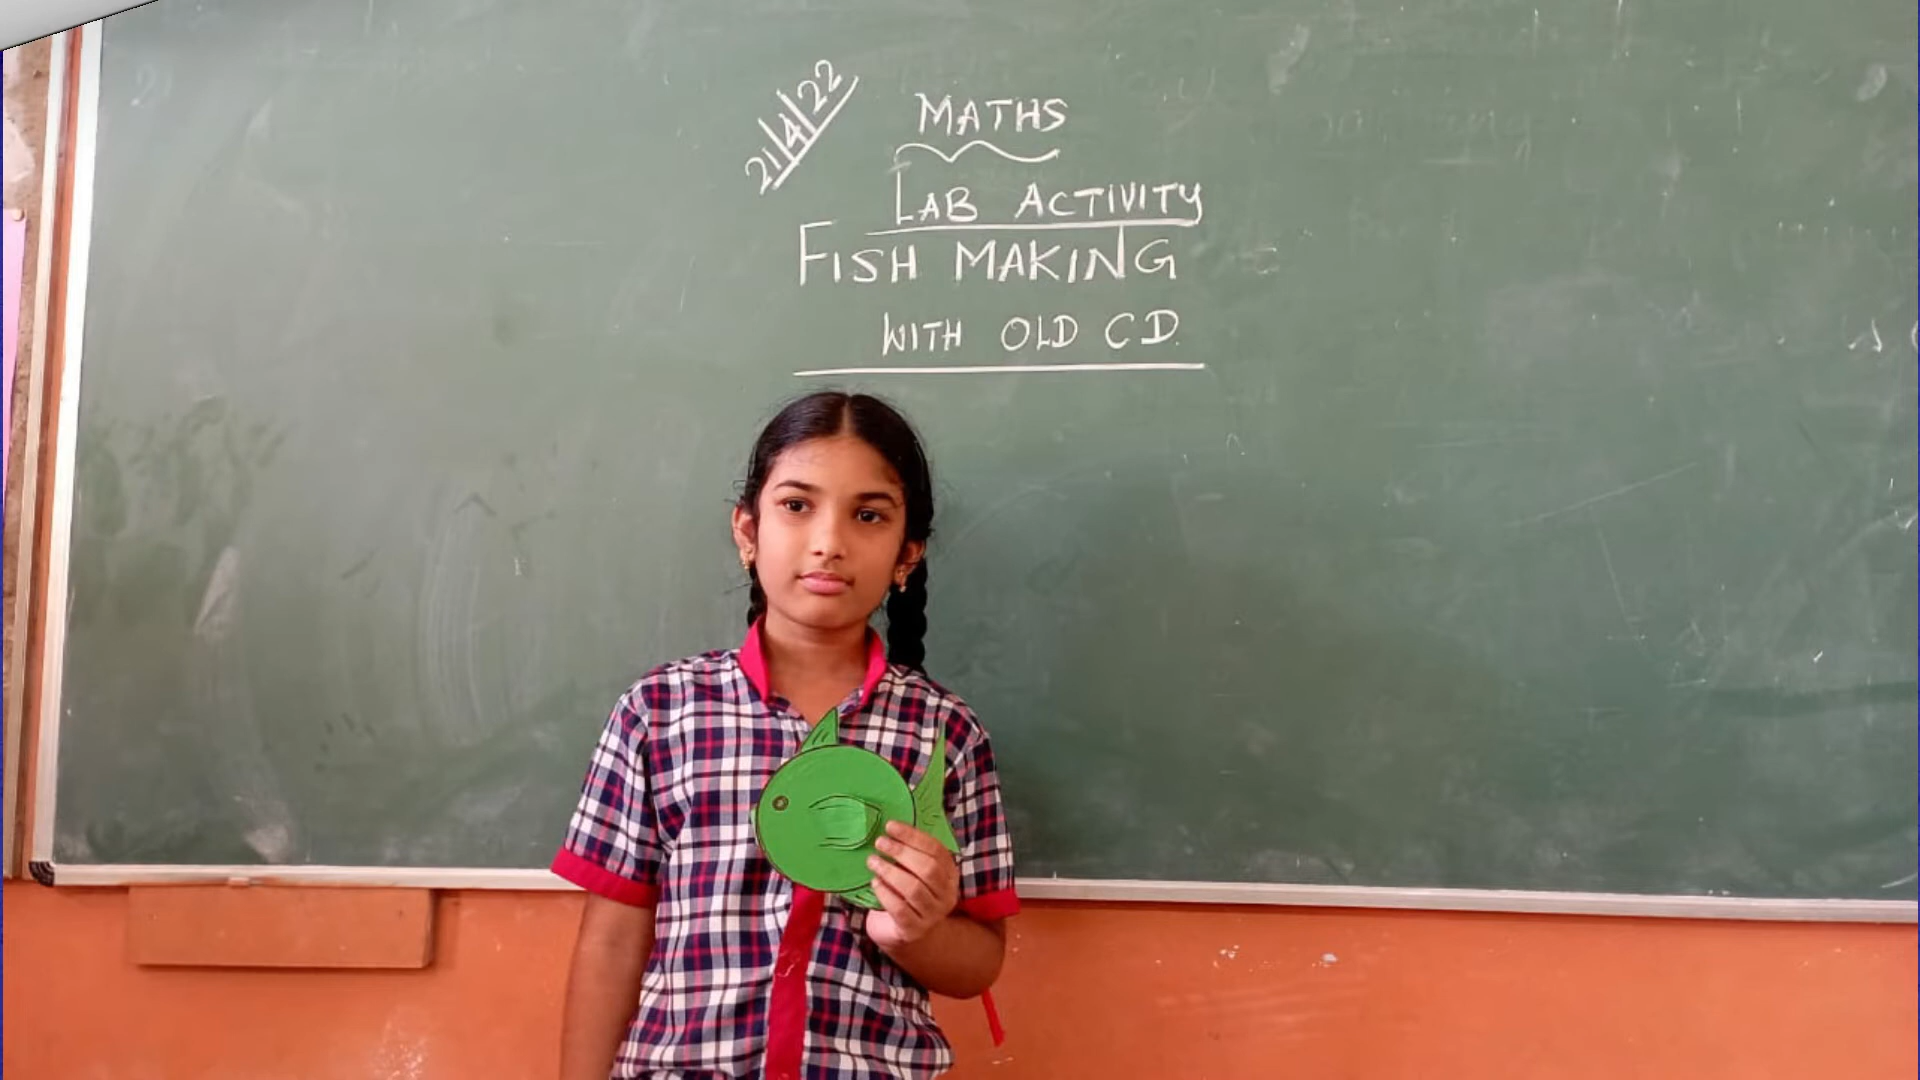 21/4/22
MATHS
LAB ACTIVITY
FISH MAKING
WITH OLD CD.